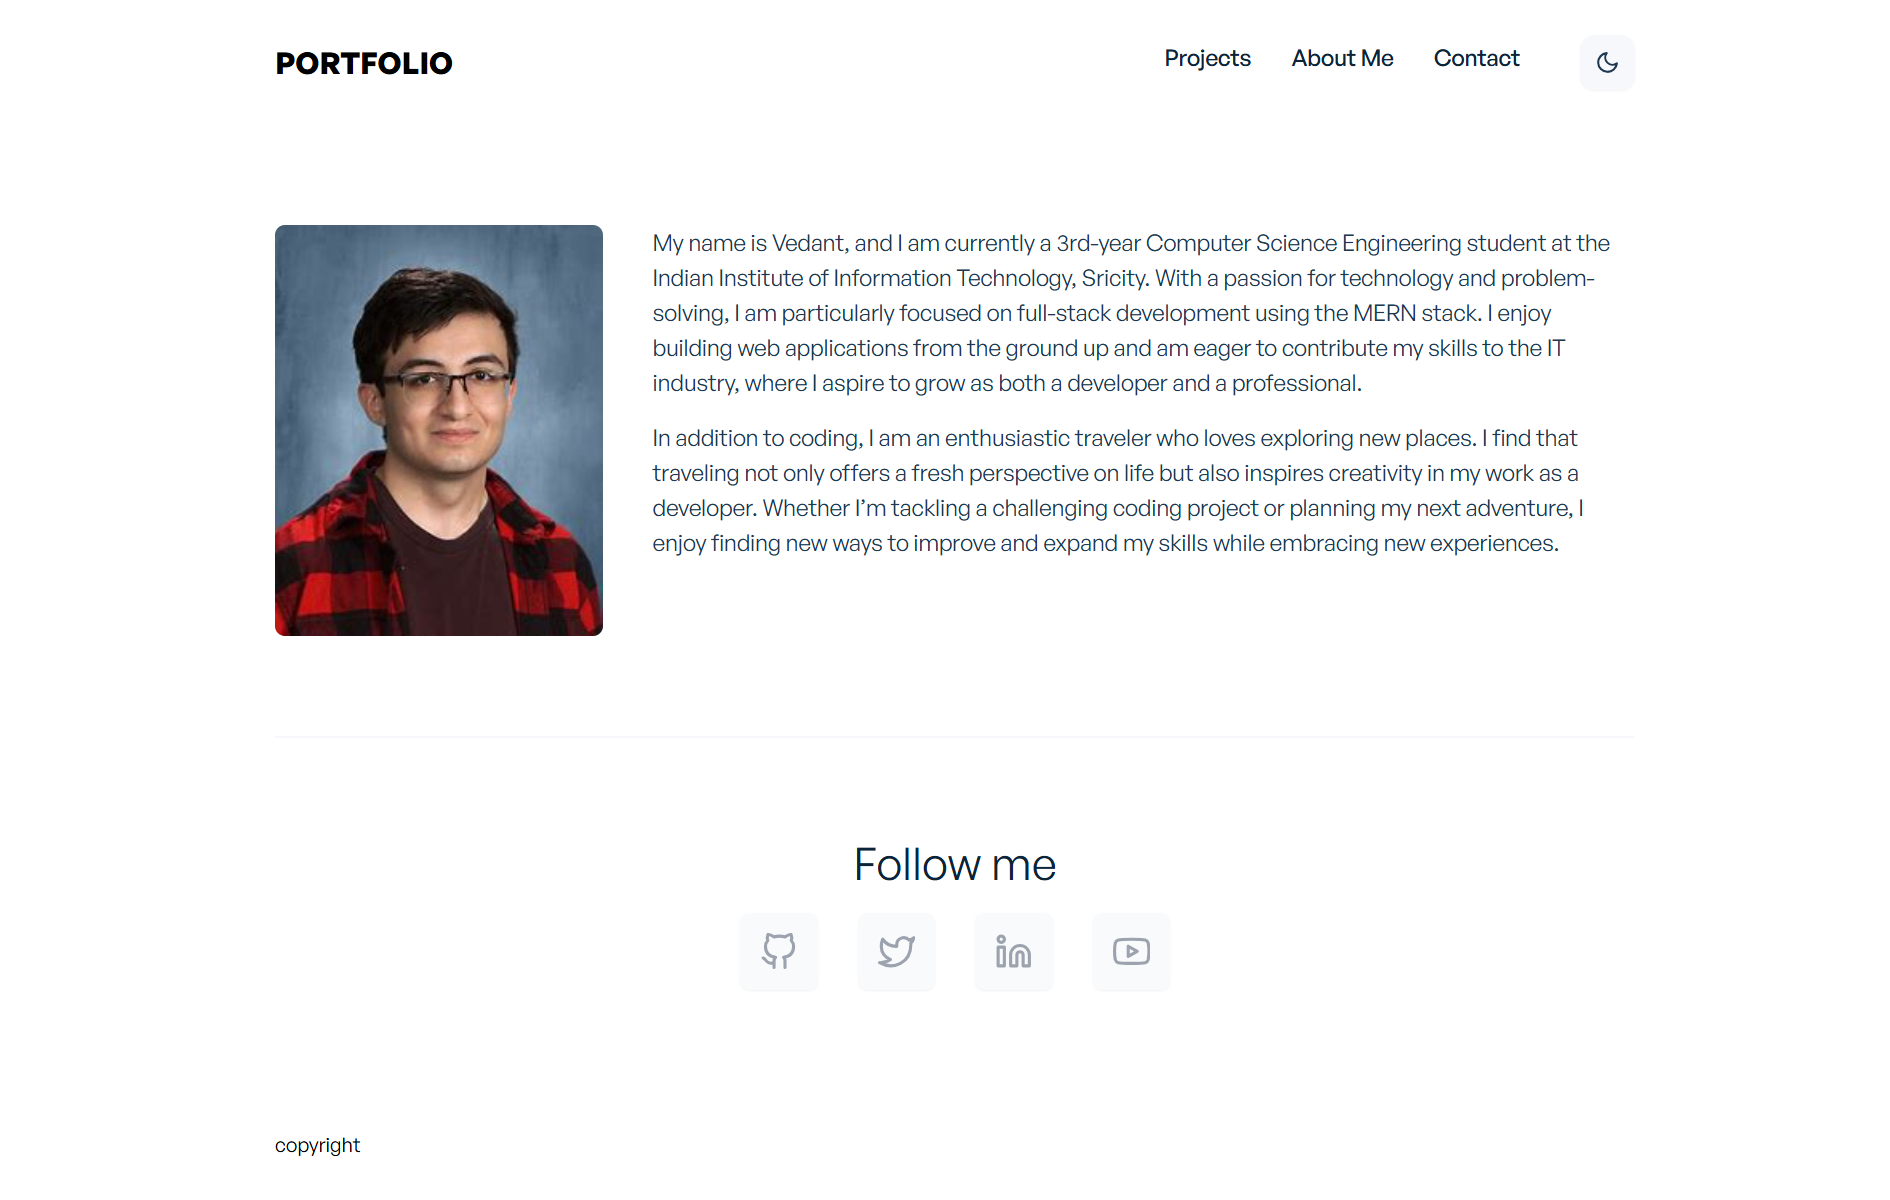 PORTFOLIO
Projects About Me Contact
My name is Vedant, and I am currently a 3rd-year Computer Science Engineering student at the
Indian Institute of Information Technology, Sricity. With a passion for technology and problem-
solving, I am particularly focused on full-stack development using the MERN stack. I enjoy
building web applications from the ground up and am eager to contribute my skills to the IT
industry, where I aspire to grow as both a developer and a professional.
In addition to coding, I am an enthusiastic traveler who loves exploring new places. I find that
traveling not only offers a fresh perspective on life but also inspires creativity in my work as a
developer. Whether I’m tackling a challenging coding project or planning my next adventure, I
enjoy finding new ways to improve and expand my skills while embracing new experiences.
Follow me
copyright